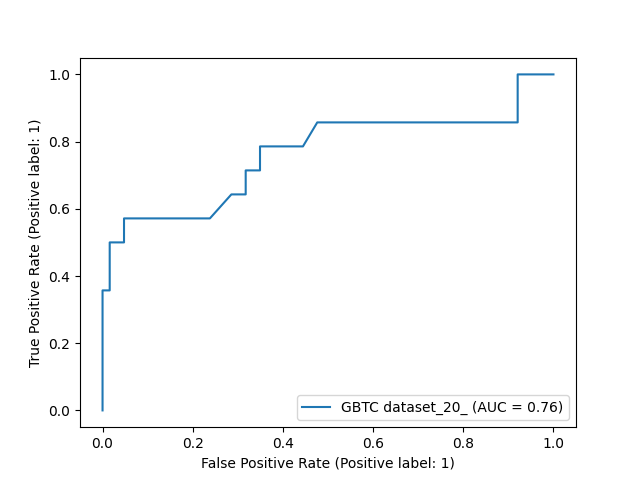 1.0
0.8
0.6
0.4
0.2
0.0
True Positive Rate (Positive label: 1)
GBTC dataset_20_ (AUC = 0.76)
0.0 0.2 0.4 0.6 0.8 1.0
False Positive Rate (Positive label: 1)